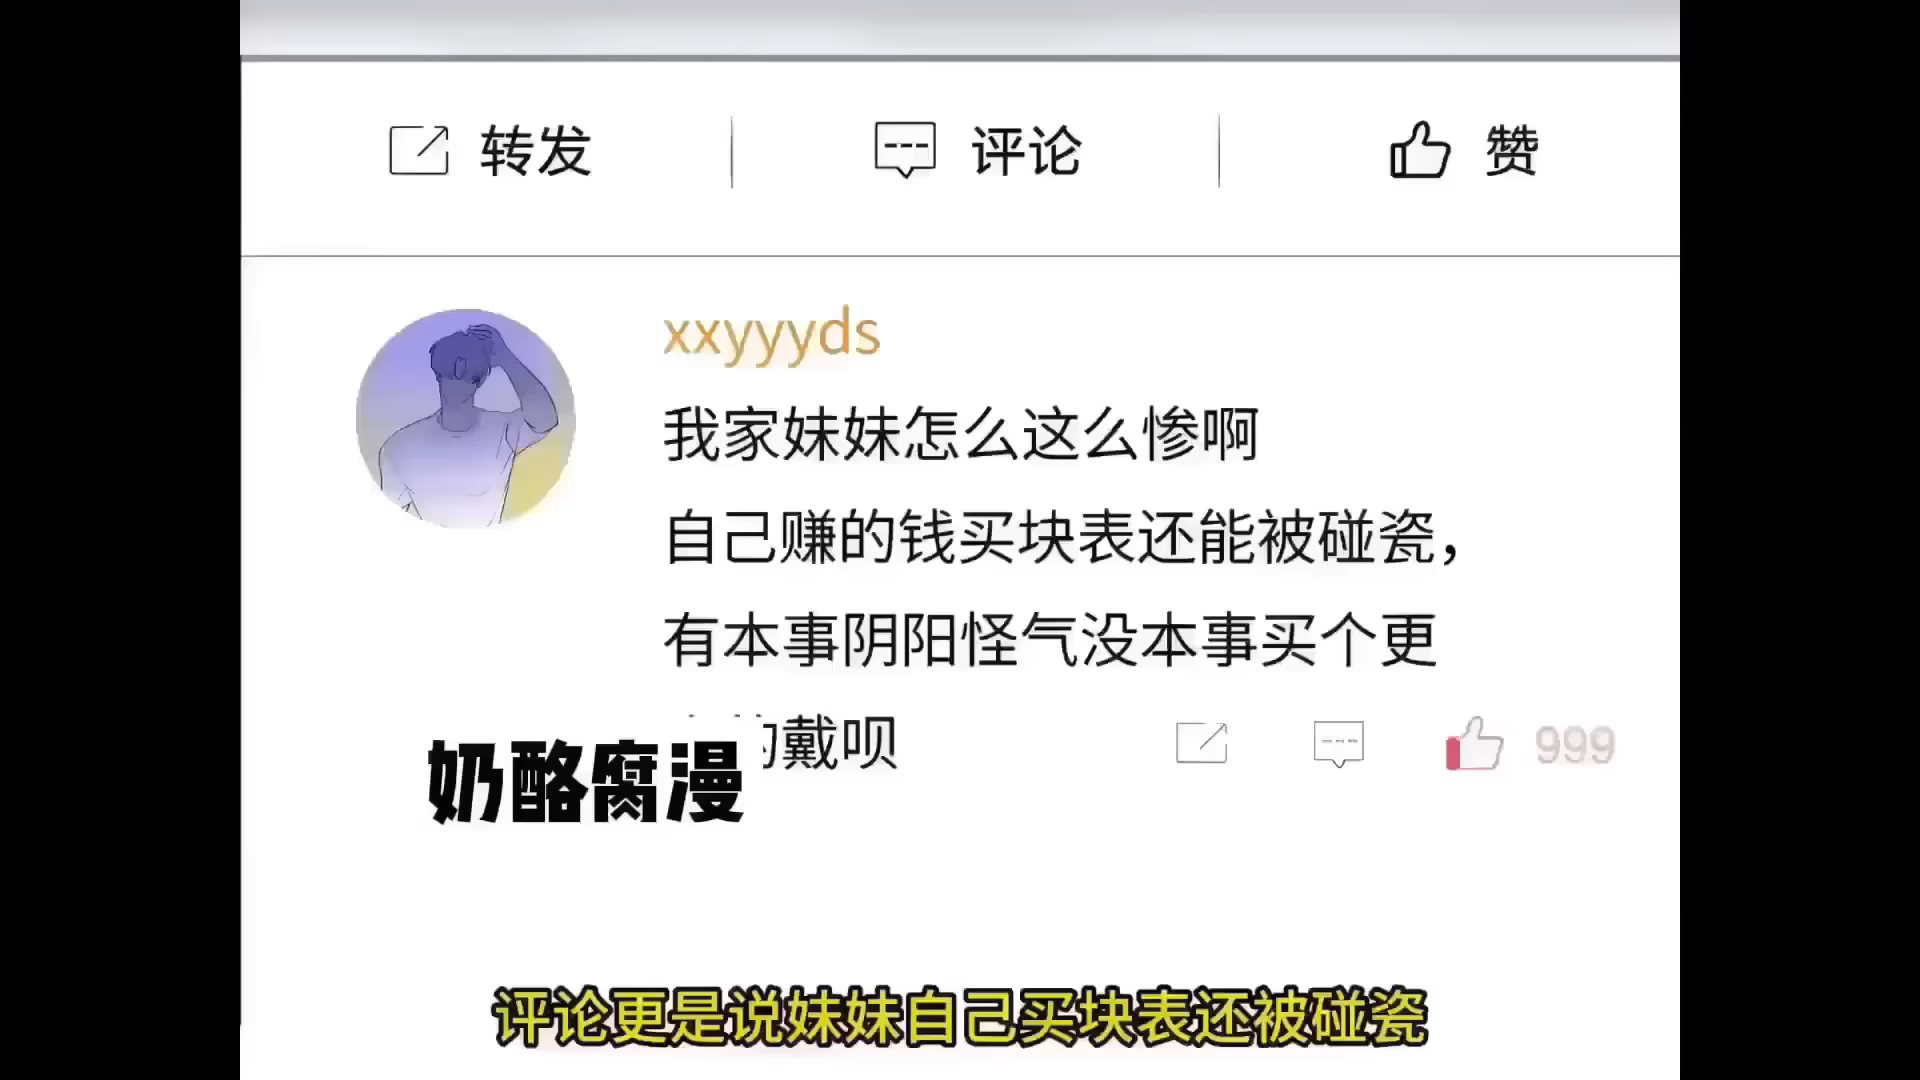 转发
评论
赞
xxyyyds
我家妹妹怎么这么惨啊
自己赚的钱买块表还能被碰瓷，
有本事阴阳怪气没本事买个更
的戴呗
999
奶酪腐漫
评论更是说妹妹自己买块表还被碰瓷